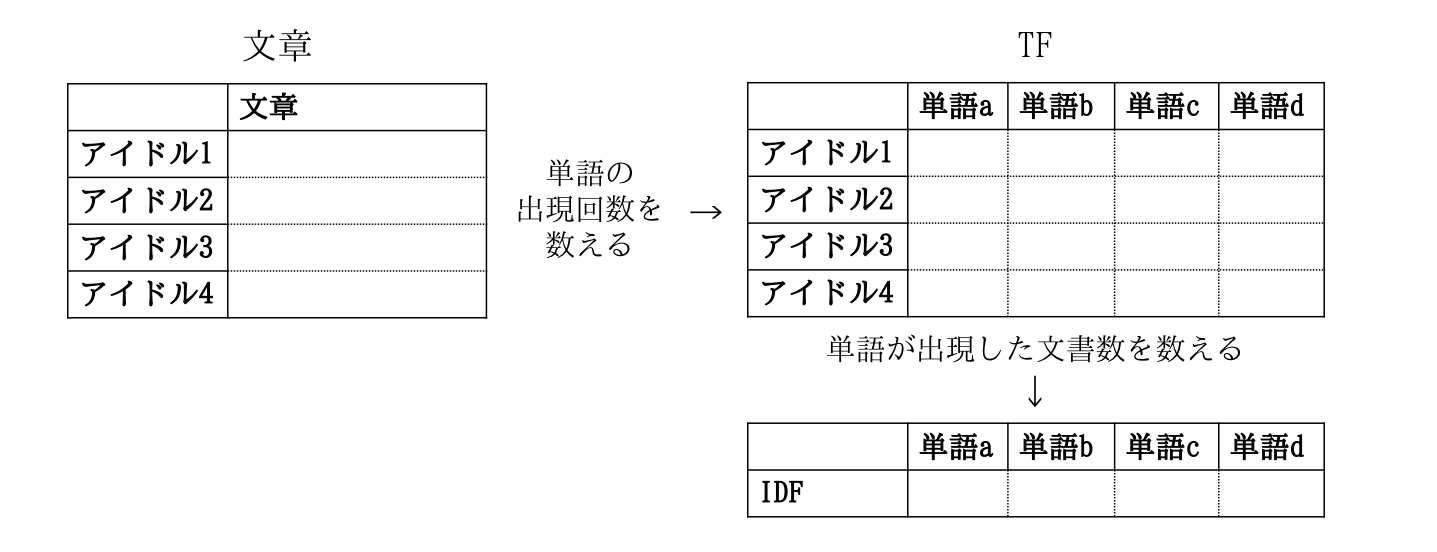 文章
文章
アイドル1
アイドル2
アイドル3
アイドル4
単語の
出現回数を
数える
→
TF
単語a 単語b 単語c 単語d
アイドル1
アイドル2
アイドル3
アイドル4
単語が出現した文書数を数える
↓
単語a 単語b 単語c 単語d
IDF